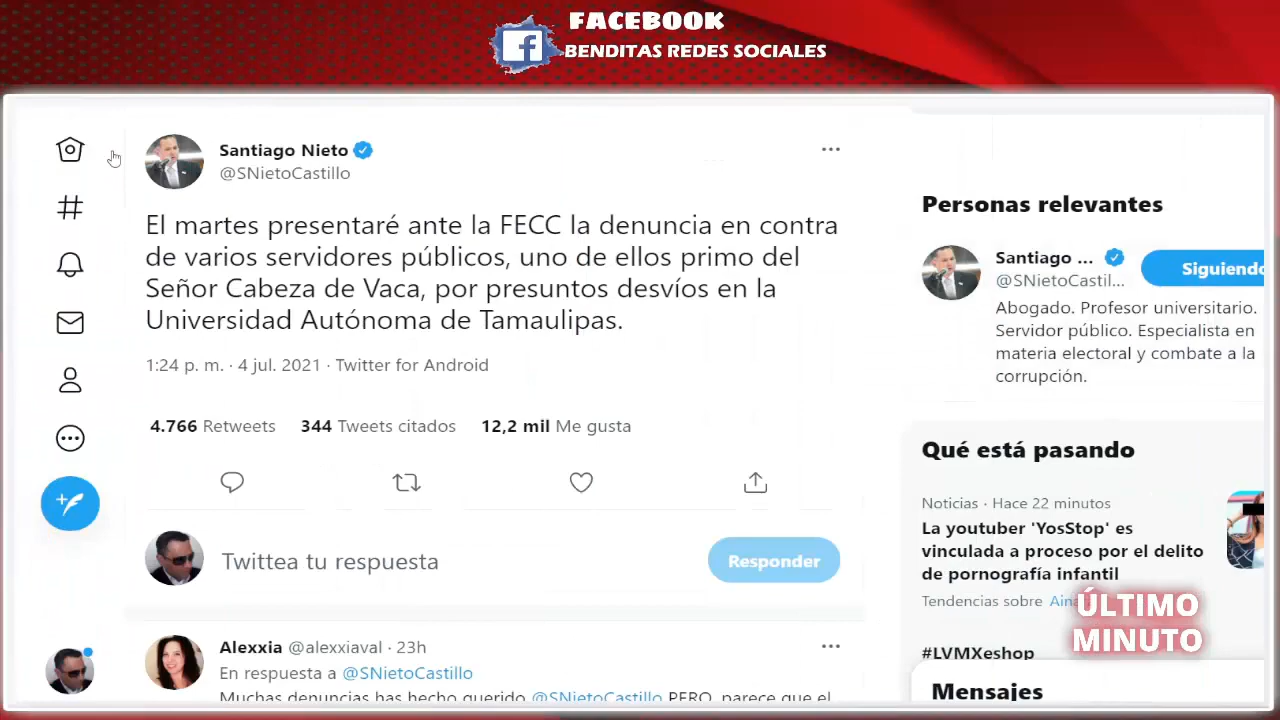 FACEBOOK
BENDITAS REDES SOCIALES
Santiago Nieto
@SNietoCastillo
El martes presentaré ante la FECC la denuncia en contra
de varios servidores públicos, uno de ellos primo del
Señor Cabeza de Vaca, por presuntos desvíos en la
Universidad Autónoma de Tamaulipas.
1:24 p. m. · 4 jul. 2021 · Twitter for Android
4.766 Retweets 344 Tweets citados 12,2 mil Me gusta
Twittea tu respuesta
Responder
Alexxia @alexxiaval · 23h
En respuesta a @SNietoCastillo
Muchas denuncias has hecho querido @SNietoCastillo PERO, parece que el
Personas relevantes
Santiago ...
@SNietoCastil...
Siguiendo
Abogado. Profesor universitario.
Servidor público. Especialista en
materia electoral y combate a la
corrupción.
Qué está pasando
Noticias · Hace 22 minutos
La youtuber 'YosStop' es
vinculada a proceso por el delito
de pornografía infantil
Tendencias sobre Aina
ÚLTIMO
MINUTO
#LVMXeshop
Mensajes